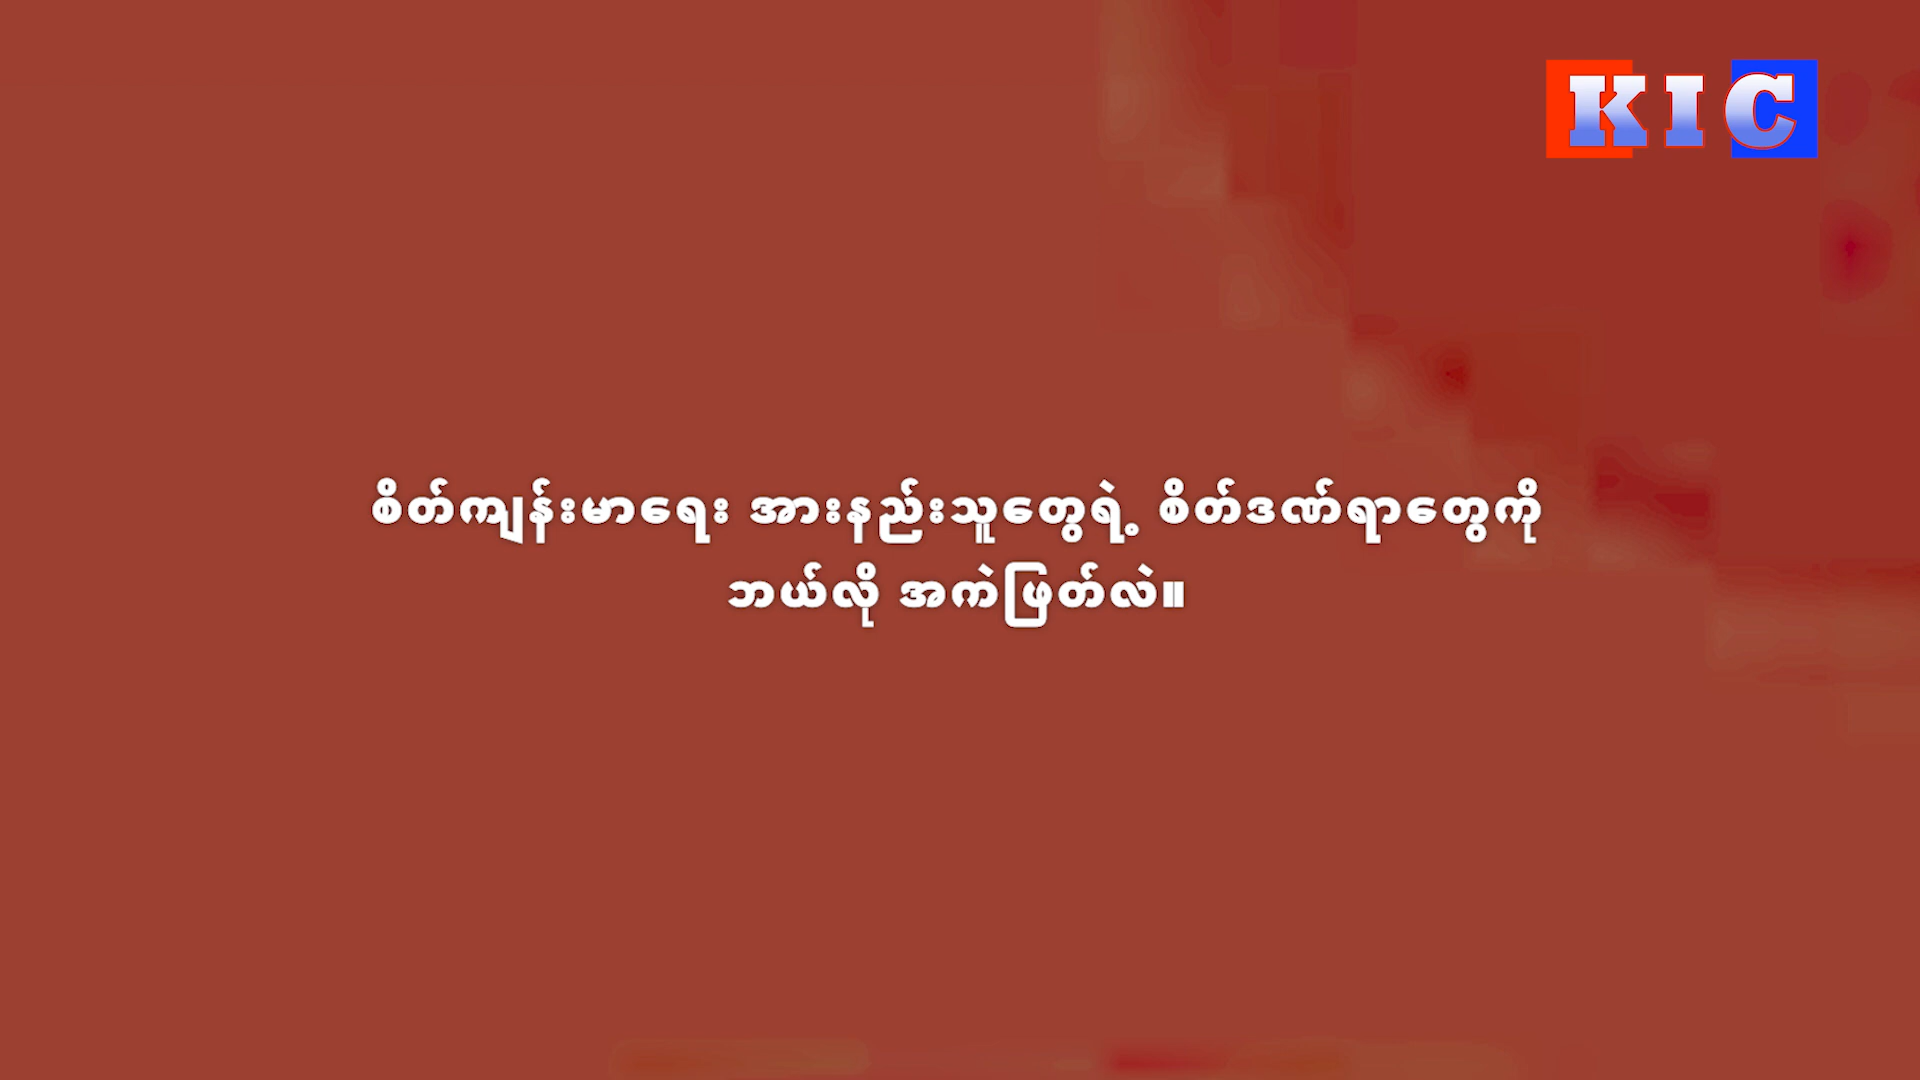 KIC
စိတ်ကျန်းမာရေး အားနည်းသူတွေရဲ့ စိတ်ဒဏ်ရာတွေကို
ဘယ်လို အကဲဖြတ်လဲ။